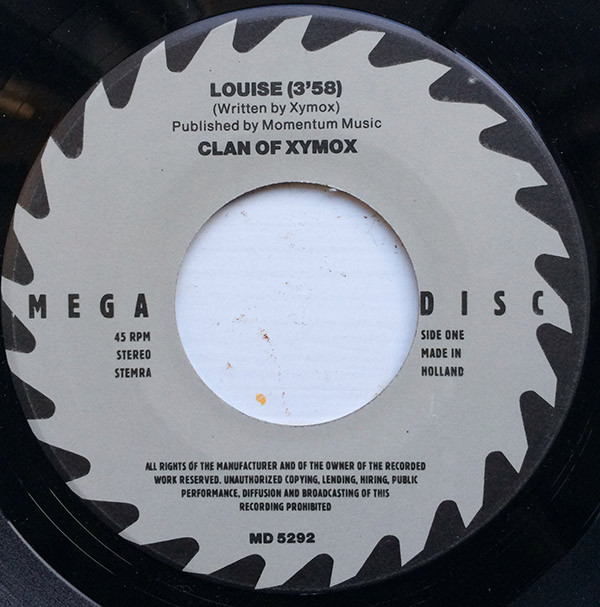 LOUISE (3'58)
(Written by Xymox)
Published by Momentum Music
CLAN OF XYMOX
MEGA DISC
45 RPM
STEREO
STEMRA
SIDE ONE
MADE IN
HOLLAND
ALL RIGHTS OF THE MANUFACTURER AND OF THE OWNER OF THE RECORDED
WORK RESERVED. UNAUTHORIZED COPYING, LENDING, HIRING, PUBLIC
PERFORMANCE, DIFFUSION AND BROADCASTING OF THIS
RECORDING PROHIBITED
MD 5292